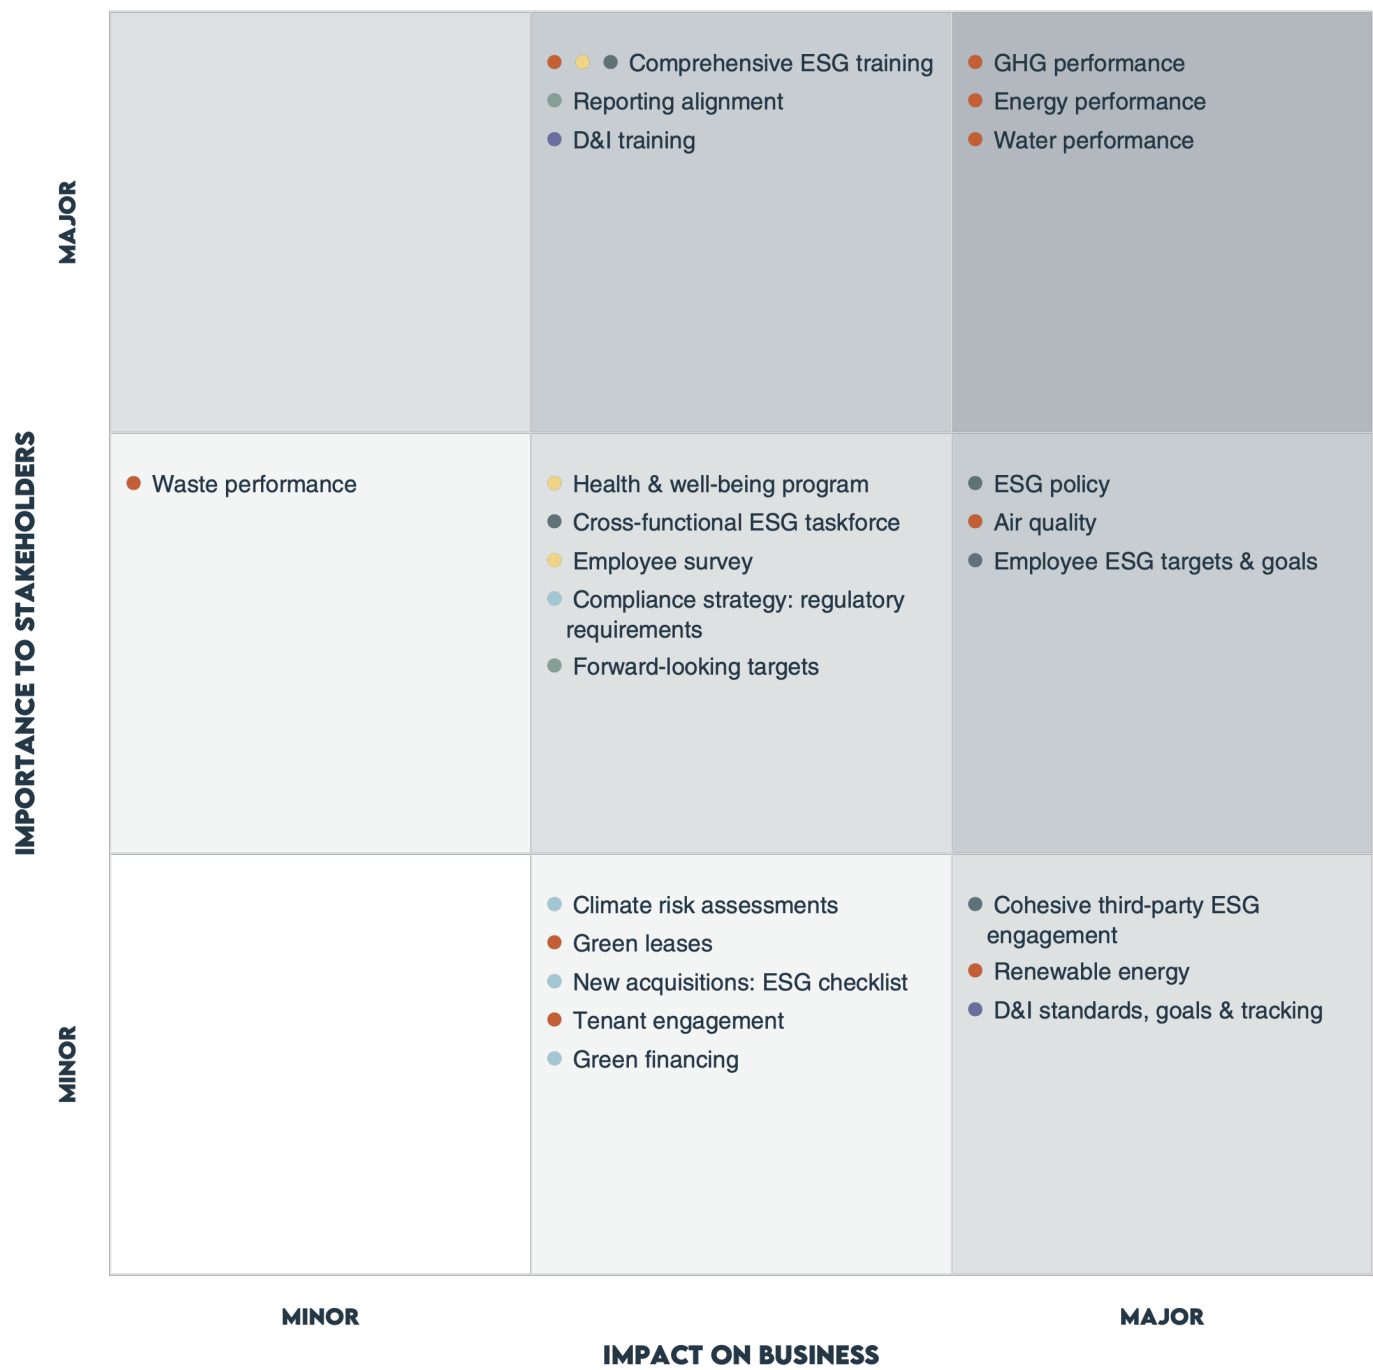 IMPORTANCE TO STAKEHOLDERS
MAJOR
Comprehensive ESG training
Reporting alignment
D&I training
GHG performance
Energy performance
Water performance
Waste performance
Health & well-being program
Cross-functional ESG taskforce
Employee survey
Compliance strategy: regulatory
requirements
Forward-looking targets
ESG policy
Air quality
Employee ESG targets & goals
MINOR
Climate risk assessments
Green leases
New acquisitions: ESG checklist
Tenant engagement
Green financing
Cohesive third-party ESG
engagement
Renewable energy
D&I standards, goals & tracking
MINOR
MAJOR
IMPACT ON BUSINESS